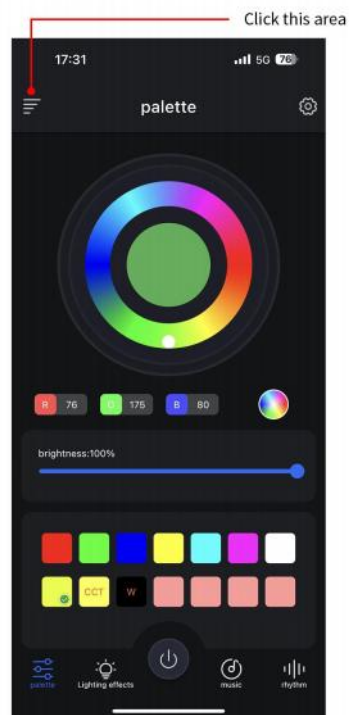 Click this area
17:31 5G 76
palette
R 76 G 175 B 80
brightness:100%
CCT W
palette Lighting effects music rhythm